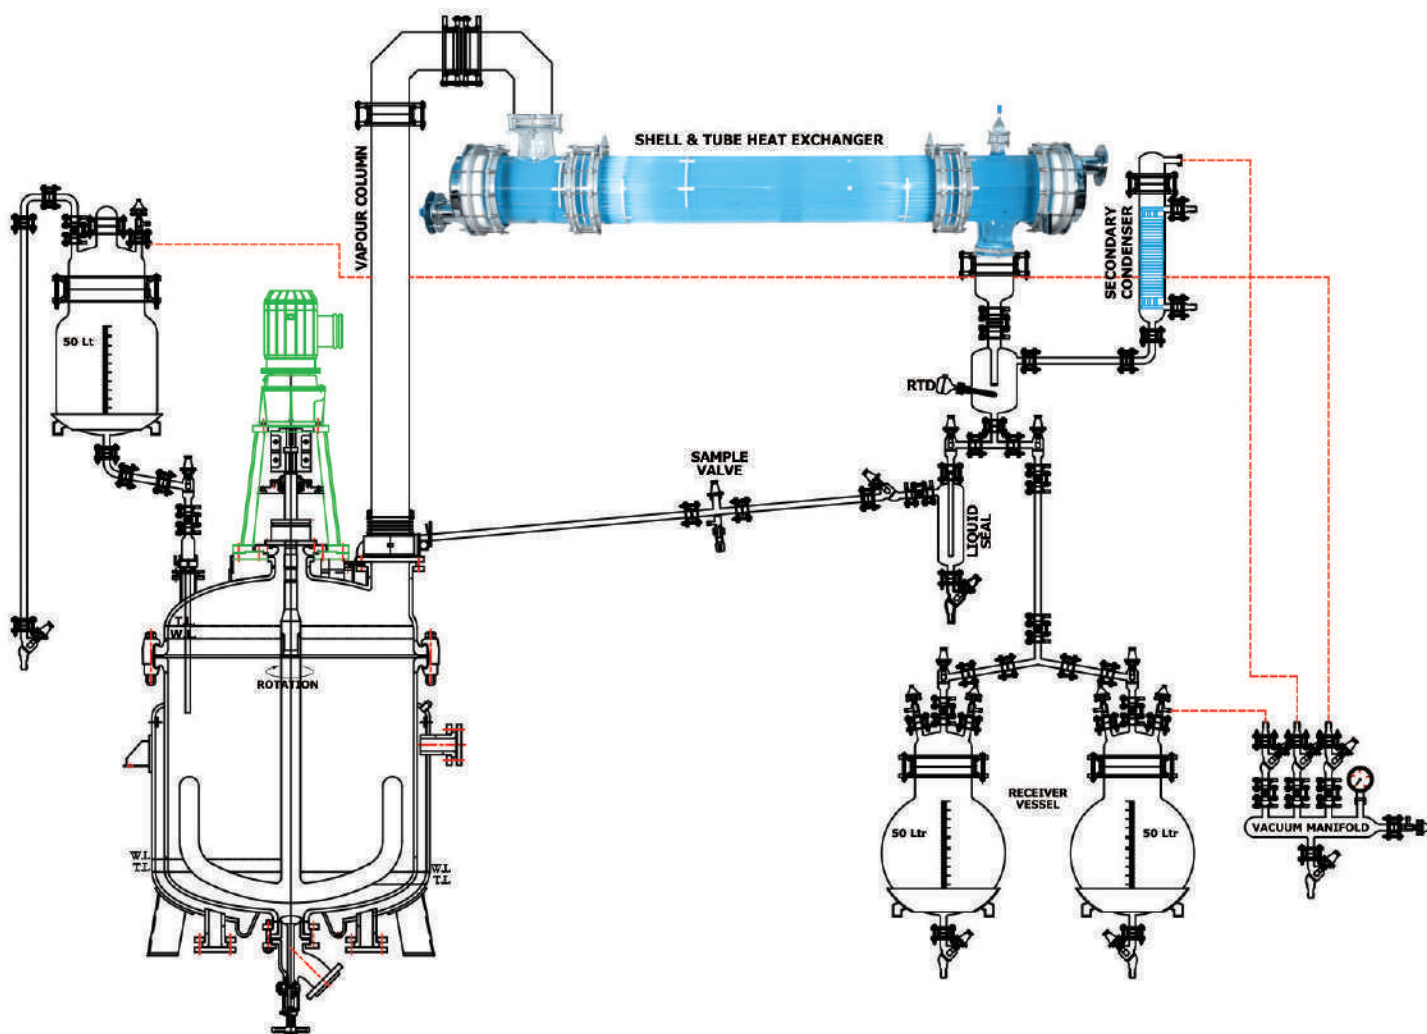 SHELL & TUBE HEAT EXCHANGER
VAPOUR COLUMN
SECONDARY
CONDENSER
50 Lt
RTD
SAMPLE
VALVE
LIQUID
SEAL
T.L.
W.L.
ROTATION
RECEIVER
VESSEL
50 Ltr
50 Ltr
VACUUM MANIFOLD
W.L
T.L
W.L
T.L